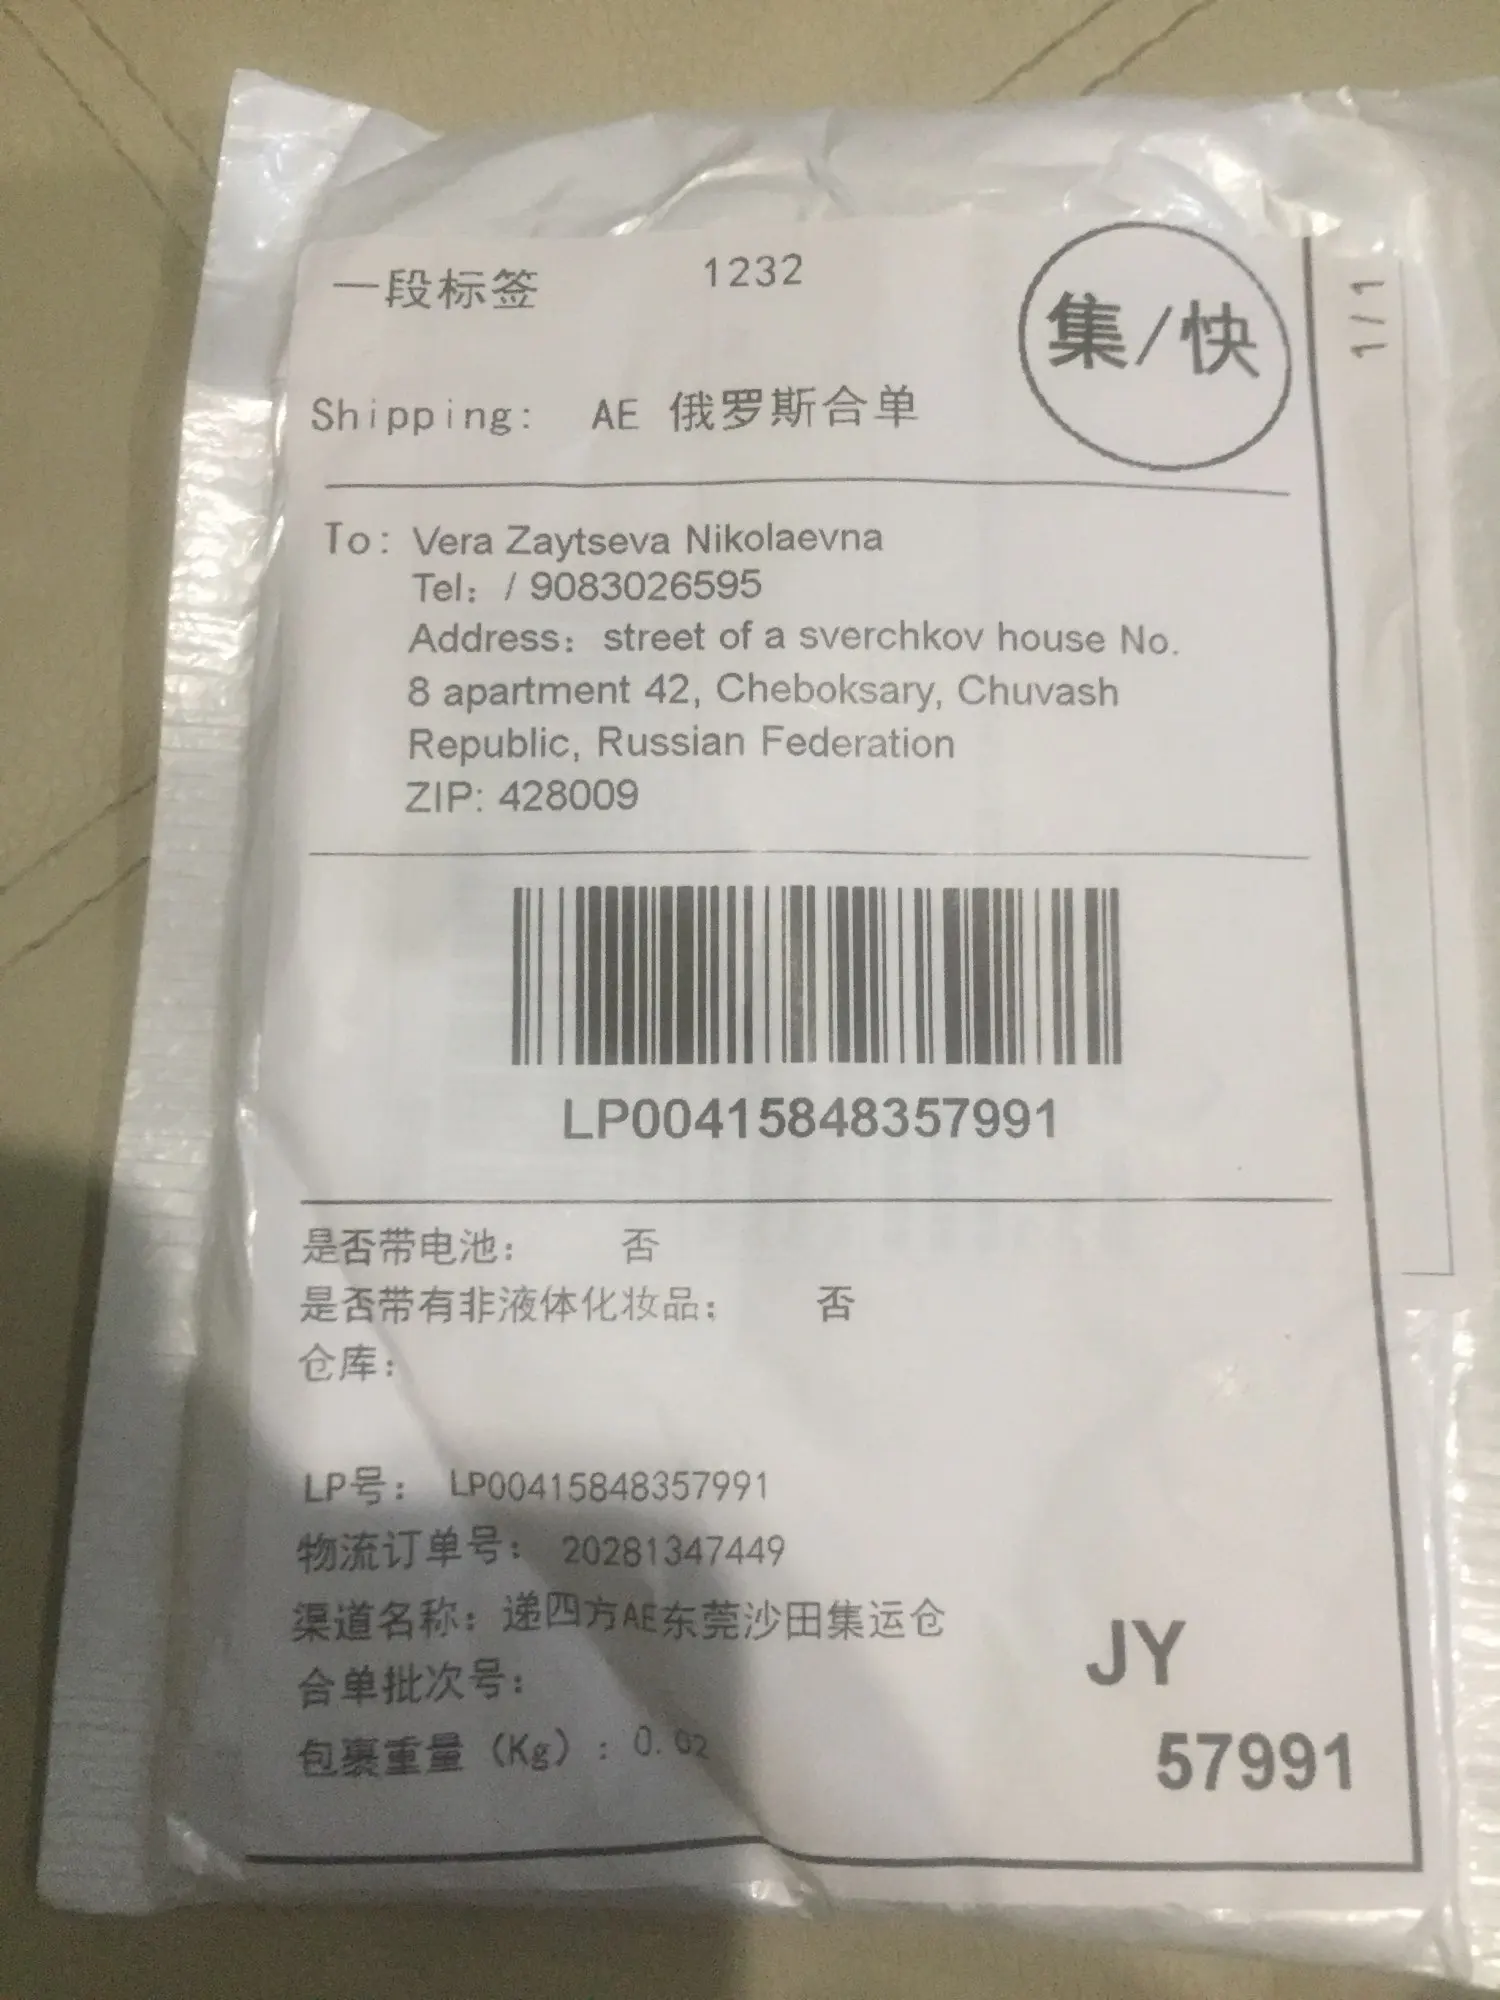 一段标签 1232
集/快
1/1
Shipping: AE 俄罗斯合单
To: Vera Zaytseva Nikolaevna
Tel: / 9083026595
Address: street of a sverchkov house No.
8 apartment 42, Cheboksary, Chuvash
Republic, Russian Federation
ZIP: 428009
LP00415848357991
是否带电池: 否
是否带有非液体化妆品: 否
仓库:
LP号: LP00415848357991
物流订单号: 20281347449
渠道名称: 递四方AE东莞沙田集运仓
合单批次号:
包裹重量 (Kg) : 0.02
JY
57991